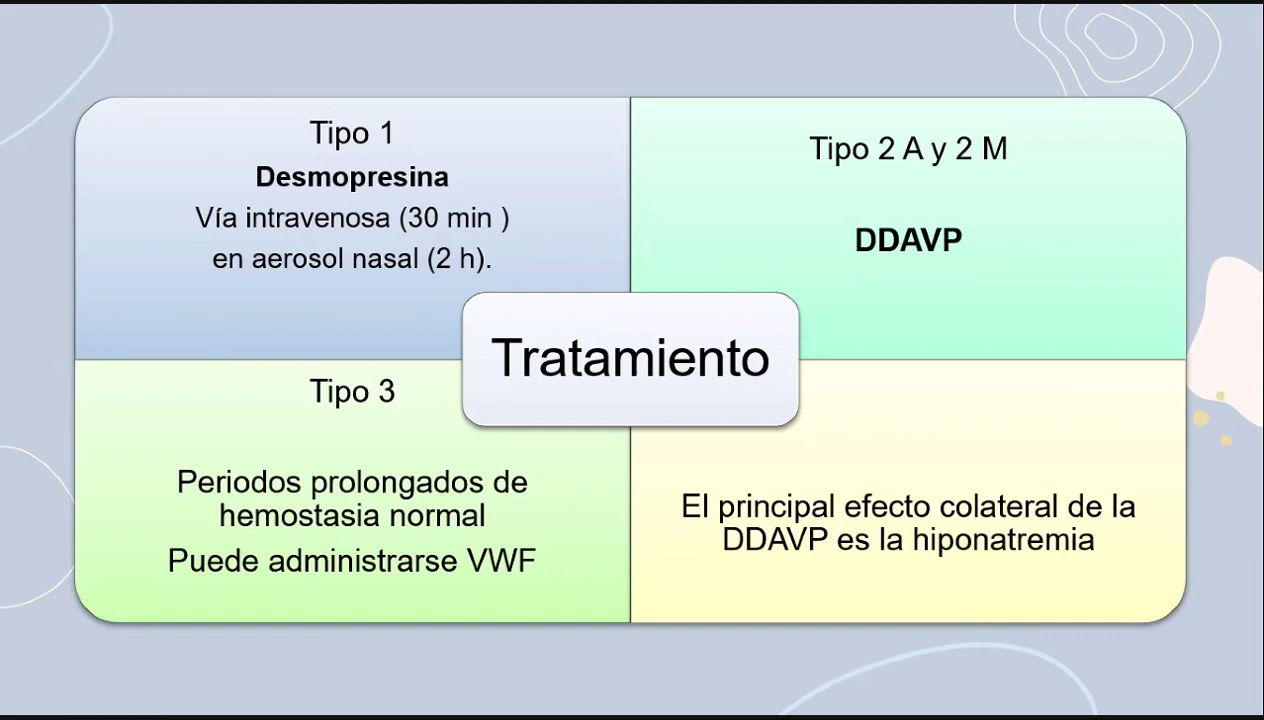 Tipo 1
Desmopresina
Vía intravenosa (30 min )
en aerosol nasal (2 h).
Tipo 2 A y 2 M
DDAVP
Tratamiento
Tipo 3
Periodos prolongados de
hemostasia normal
Puede administrarse VWF
El principal efecto colateral de la
DDAVP es la hiponatremia